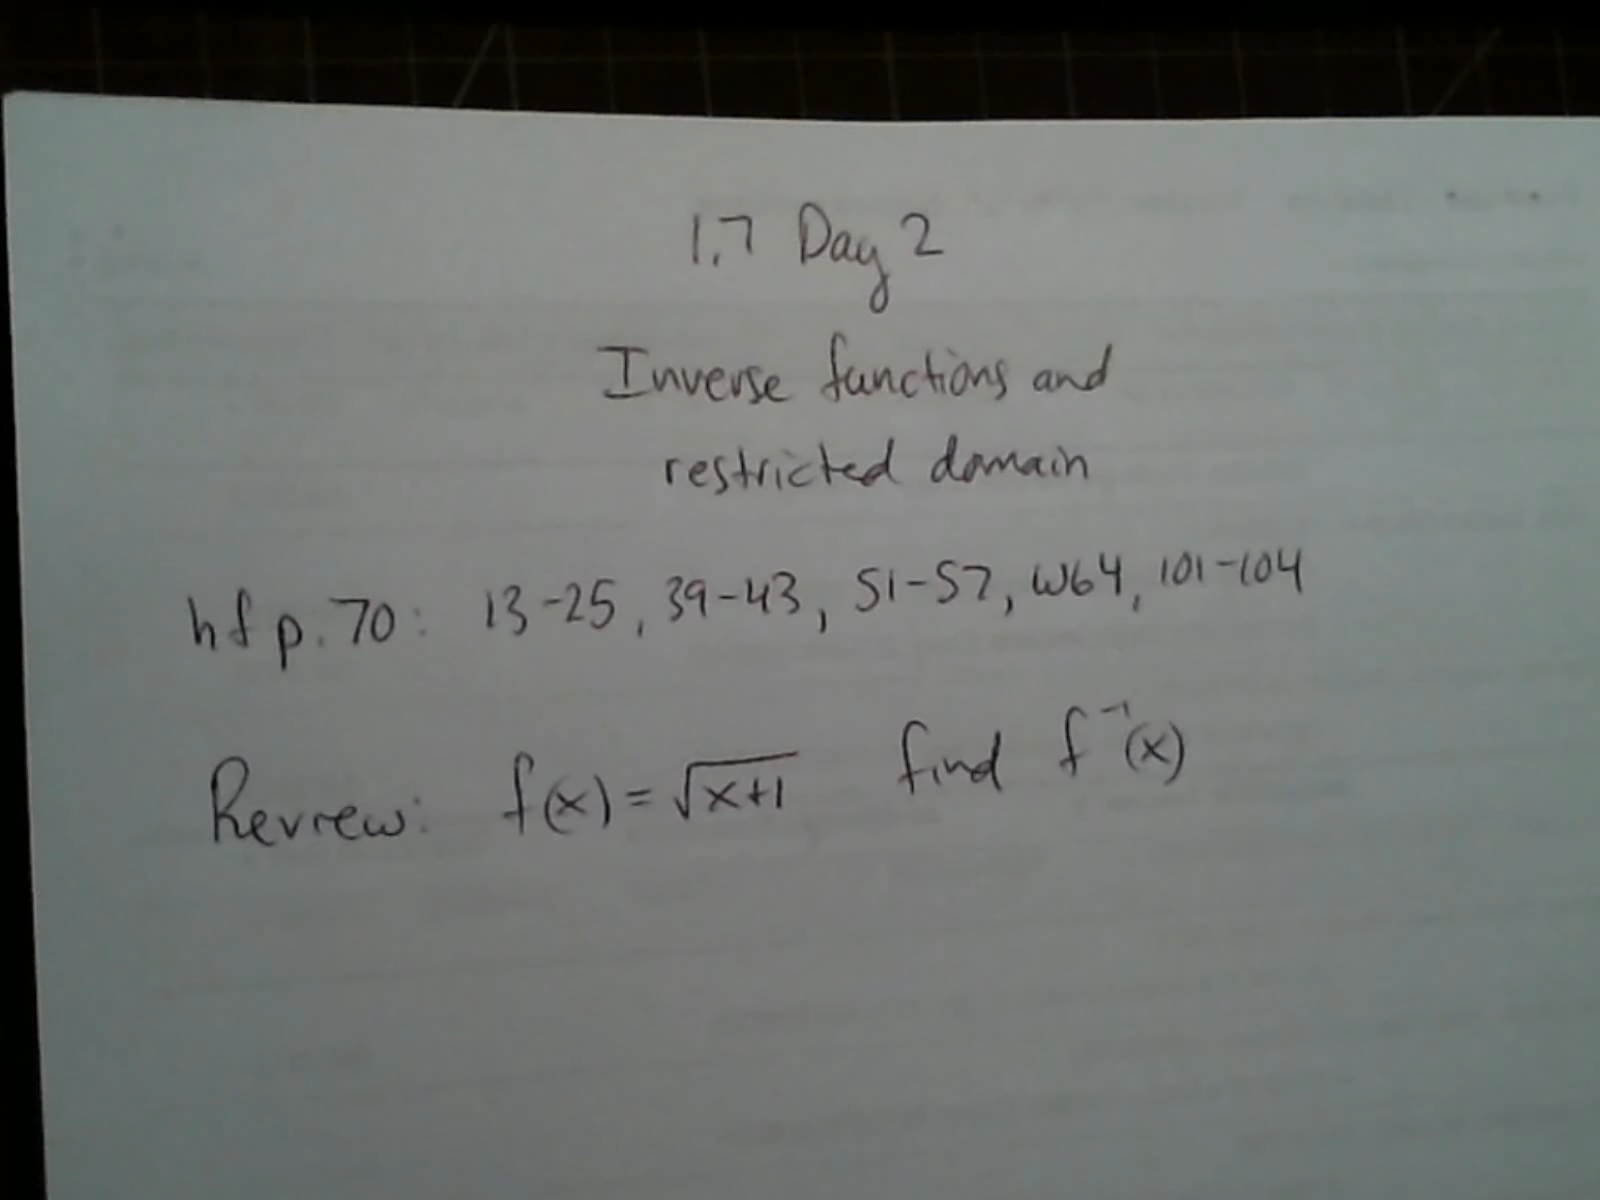 1.7 Day 2
Inverse functions and
restricted domain
hf p. 70: 13-25, 39-43, 51-57, W64, 101-104
Review: f(x) = √x+1 find f⁻¹(x)